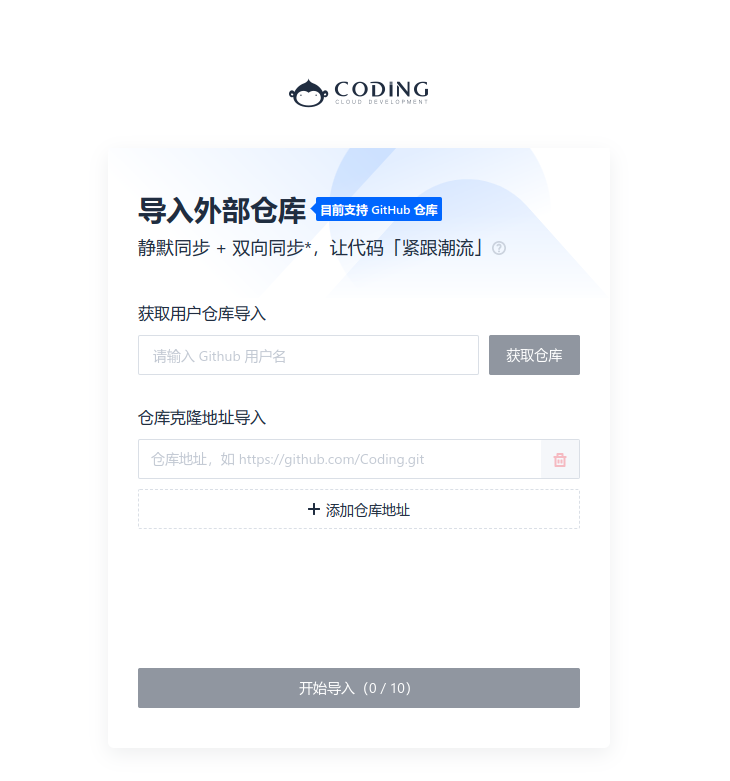 CODING
CLOUD DEVELOPMENT
导入外部仓库 目前支持 GitHub 仓库
静默同步 + 双向同步*，让代码「紧跟潮流」
获取用户仓库导入
请输入 Github 用户名 获取仓库
仓库克隆地址导入
仓库地址，如 https://github.com/Coding.git
+ 添加仓库地址
开始导入（0 / 10）